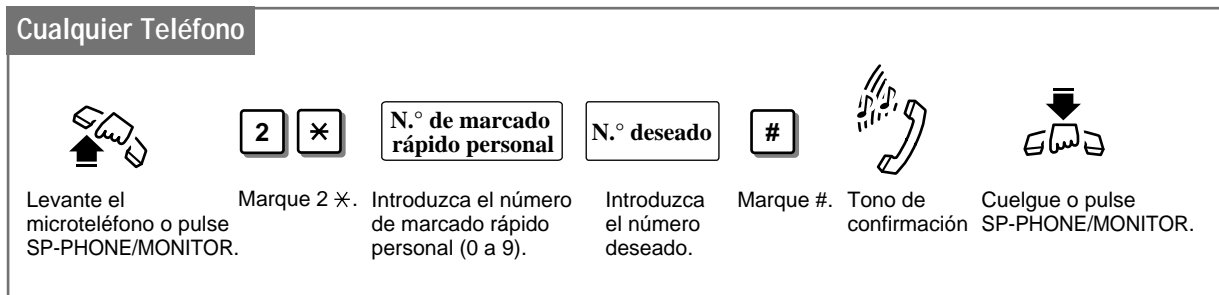 Cualquier Teléfono
2 ✳ N.° de marcado rápido personal N.° deseado #
Levante el
microteléfono o pulse
SP-PHONE/MONITOR.
Marque 2 ✳.
Introduzca el número
de marcado rápido
personal (0 a 9).
Introduzca
el número
deseado.
Marque #.
Tono de
confirmación
Cuelgue o pulse
SP-PHONE/MONITOR.